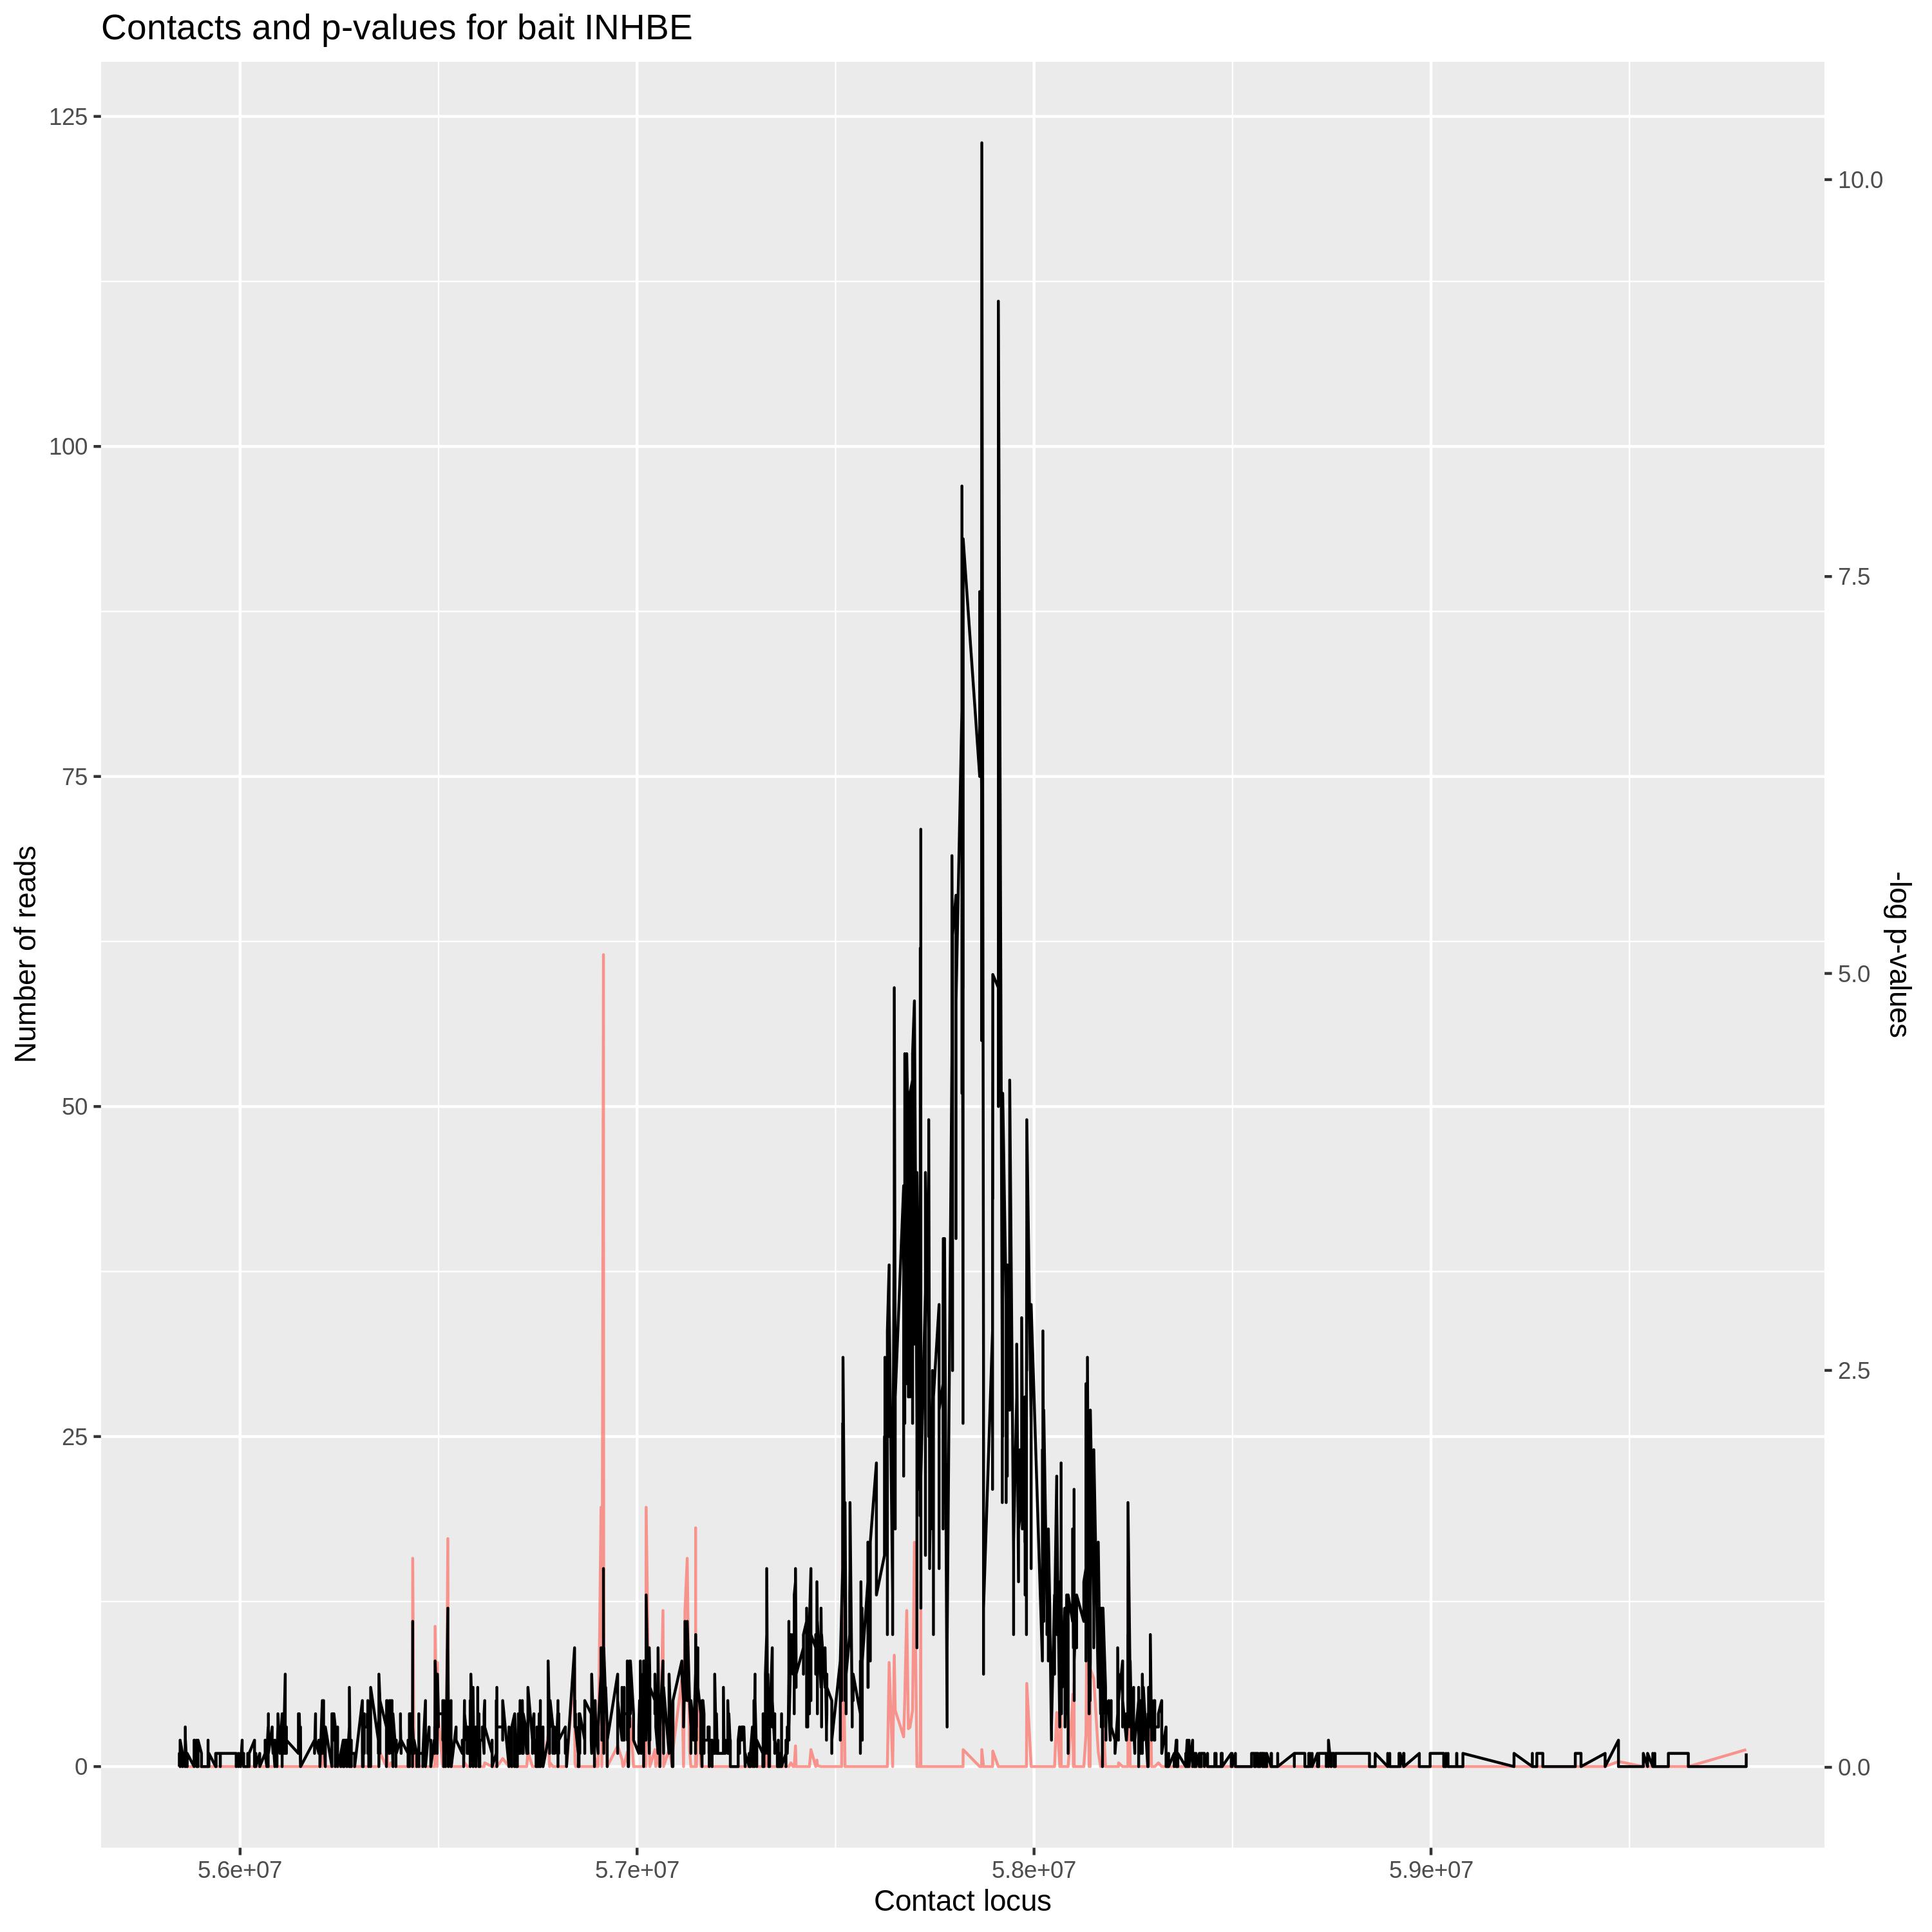 Contacts and p-values for bait INHBE
125
100
75
50
25
0
Number of reads
10.0
7.5
5.0
2.5
0.0
-log p-values
5.6e+07
5.7e+07
5.8e+07
5.9e+07
Contact locus